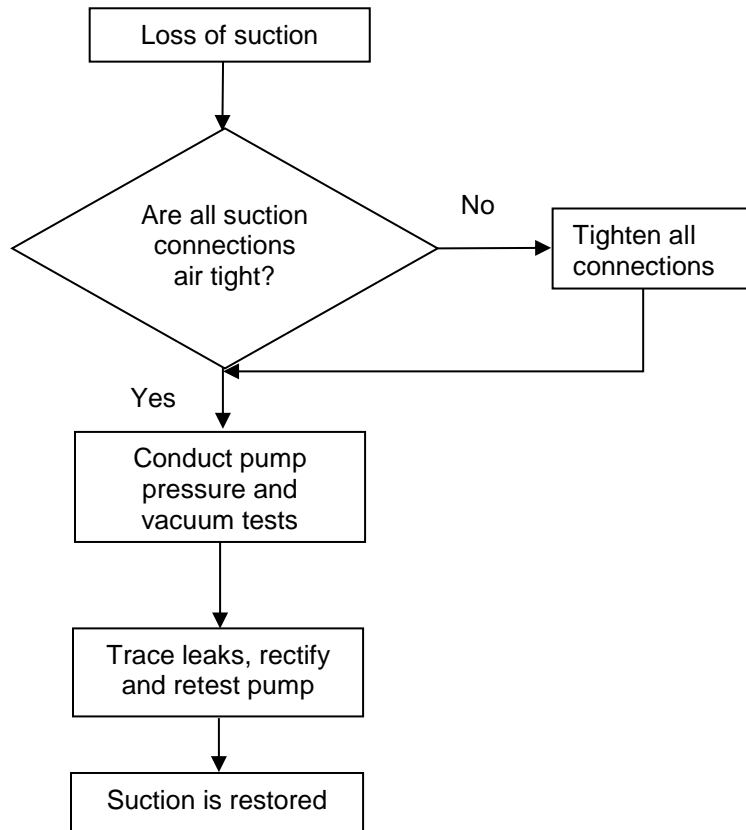 Loss of suction
Are all suction
connections
air tight?
No
Tighten all
connections
Yes
Conduct pump
pressure and
vacuum tests
Trace leaks, rectify
and retest pump
Suction is restored